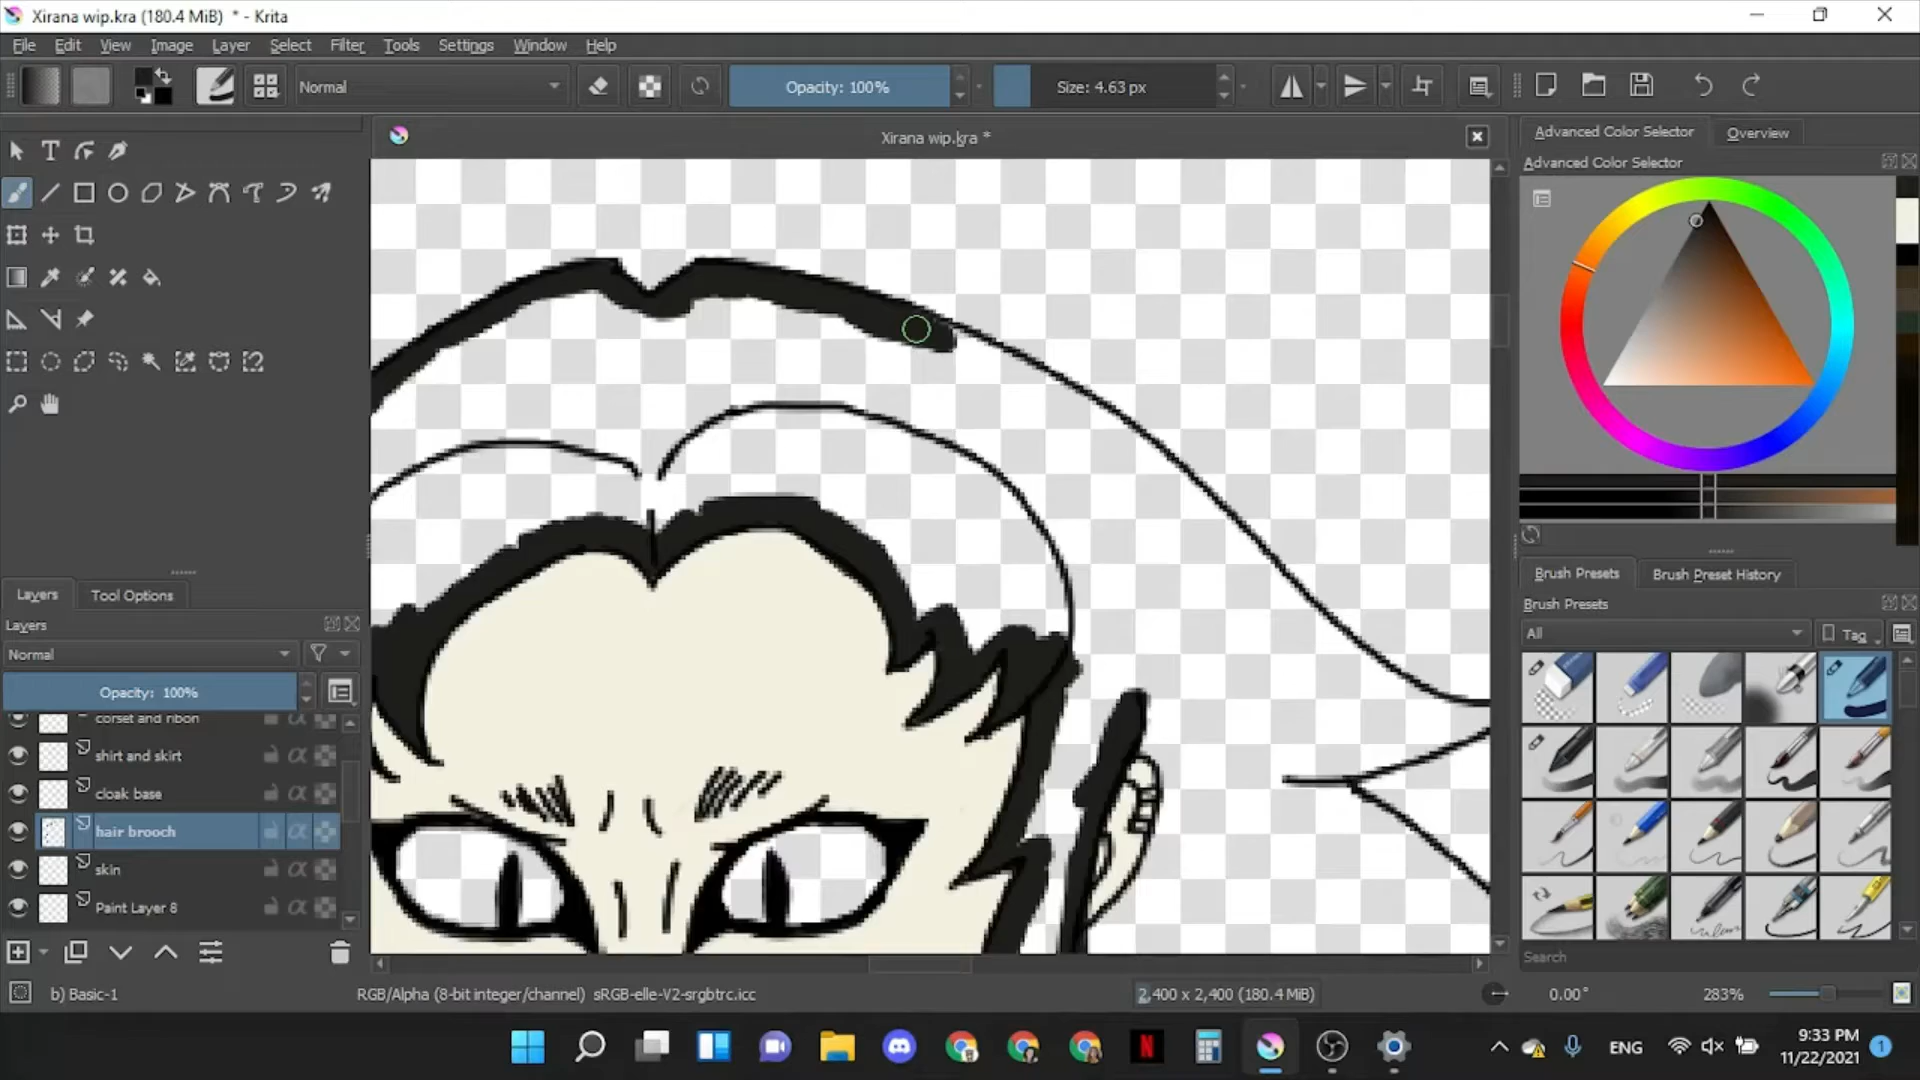 Xirana wip.kra (180.4 MiB) * - Krita
File Edit View Image Layer Select Filter Tools Settings Window Help
Normal
Opacity: 100%
Size: 4.63 px
Xirana wip.kra *
Advanced Color Selector
Overview
Advanced Color Selector
Layers
Tool Options
Layers
Normal
Opacity: 100%
corset and ribon
shirt and skirt
cloak base
hair brooch
skin
Paint Layer 8
Brush Presets
Brush Preset History
Brush Presets
All
Tag
Search
b) Basic-1
RGB/Alpha (8-bit integer/channel) sRGB-elle-V2-srgbtrc.icc
2,400 x 2,400 (180.4 MiB)
0.00°
283%
ENG
9:33 PM
11/22/2021
1